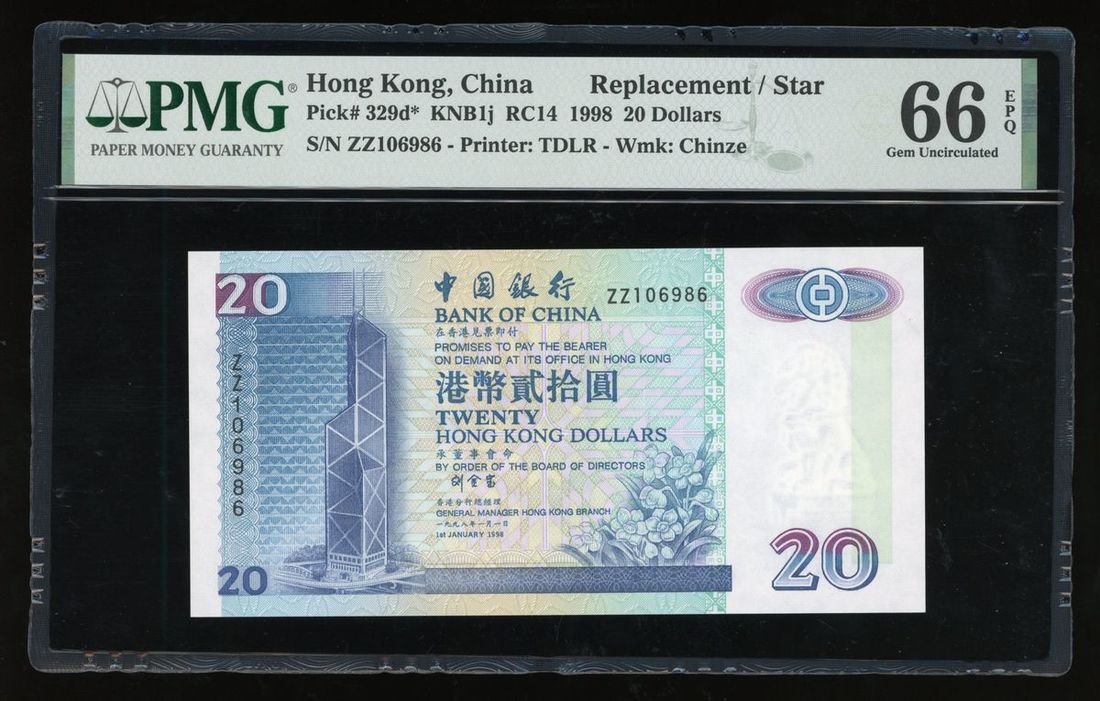 PMG®
PAPER MONEY GUARANTY
Hong Kong, China Replacement / Star
Pick# 329d* KNB1j RC14 1998 20 Dollars
S/N ZZ106986 - Printer: TDLR - Wmk: Chinze
66
EPQ
Gem Uncirculated
20
中國銀行
ZZ106986
BANK OF CHINA
在香港見票即付
PROMISES TO PAY THE BEARER
ON DEMAND AT ITS OFFICE IN HONG KONG
港幣貳拾圓
TWENTY
HONG KONG DOLLARS
承董事會命
BY ORDER OF THE BOARD OF DIRECTORS
香港分行總經理
GENERAL MANAGER HONG KONG BRANCH
一九九八年一月一日
1st JANUARY 1998
ZZ106986
20
20